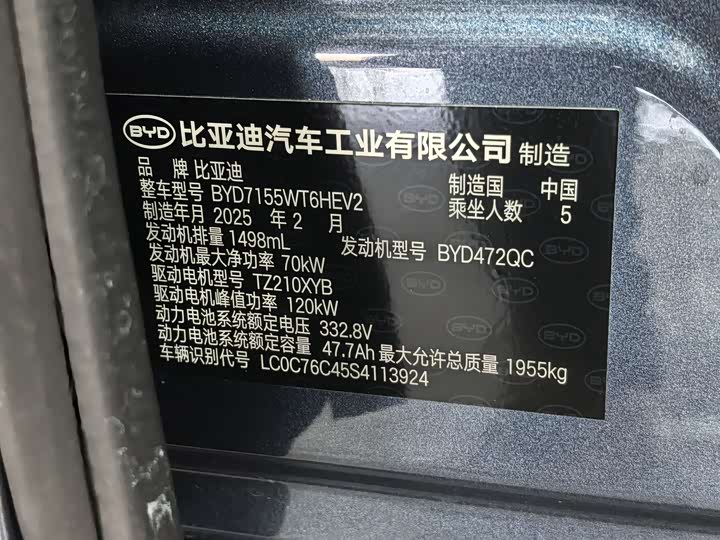 BYD 比亚迪汽车工业有限公司 制造
品 牌 比亚迪
整车型号 BYD7155WT6HEV2 制造国 中国
制造年月 2025 年 2 月 乘坐人数 5
发动机排量 1498mL 发动机型号 BYD472QC
发动机最大净功率 70kW
驱动电机型号 TZ210XYB
驱动电机峰值功率 120kW
动力电池系统额定电压 332.8V
动力电池系统额定容量 47.7Ah 最大允许总质量 1955kg
车辆识别代号 LC0C76C45S4113924